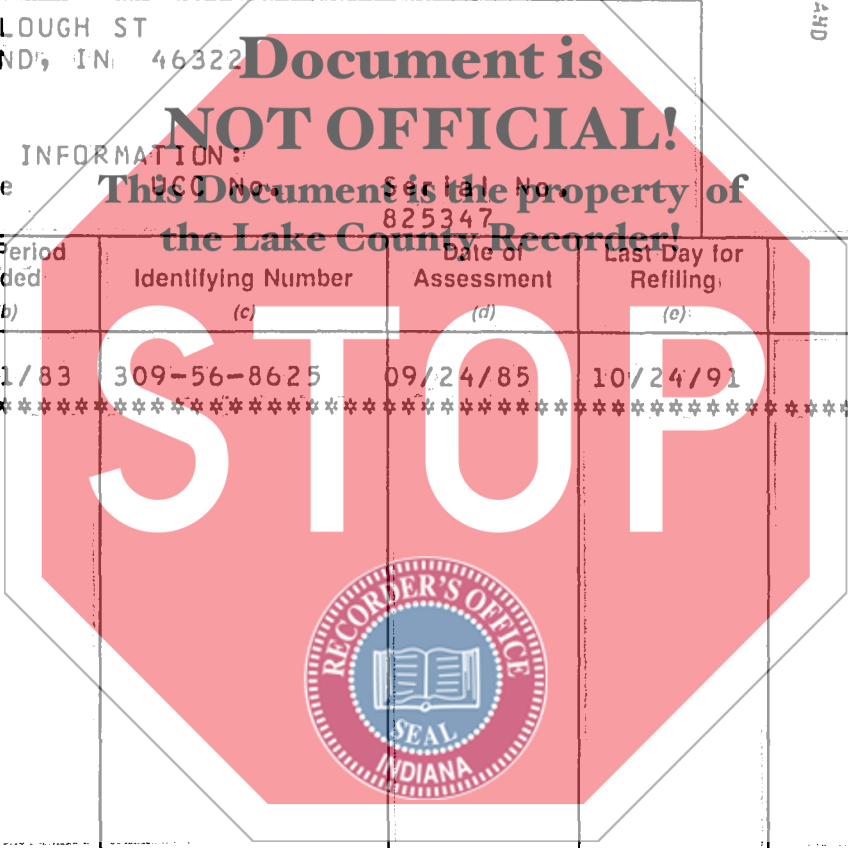 LOUGH ST
AND
ND, IN 46322
Document is
NOT OFFICIAL!
INFORMATION:
e UCC No. Serial No.
This Document is the property of
825347
the Lake County Recorder!
Period
ded
(b)
Identifying Number
(c)
Date of
Assessment
(d)
Last Day for
Refiling
(e)
1/83 309-56-8625 09/24/85 10/24/91
STOP
RECORDER'S OFFICE
SEAL
INDIANA